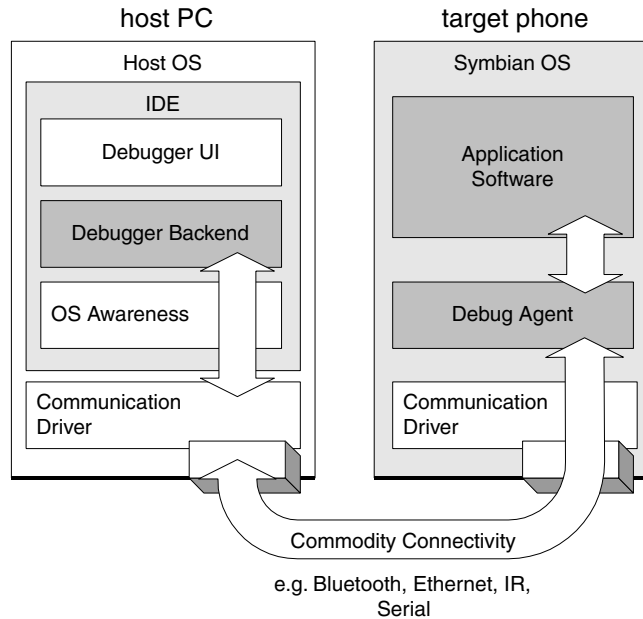 host PC
Host OS
IDE
Debugger UI
Debugger Backend
OS Awareness
Communication
Driver
target phone
Symbian OS
Application
Software
Debug Agent
Communication
Driver
Commodity Connectivity
e.g. Bluetooth, Ethernet, IR,
Serial